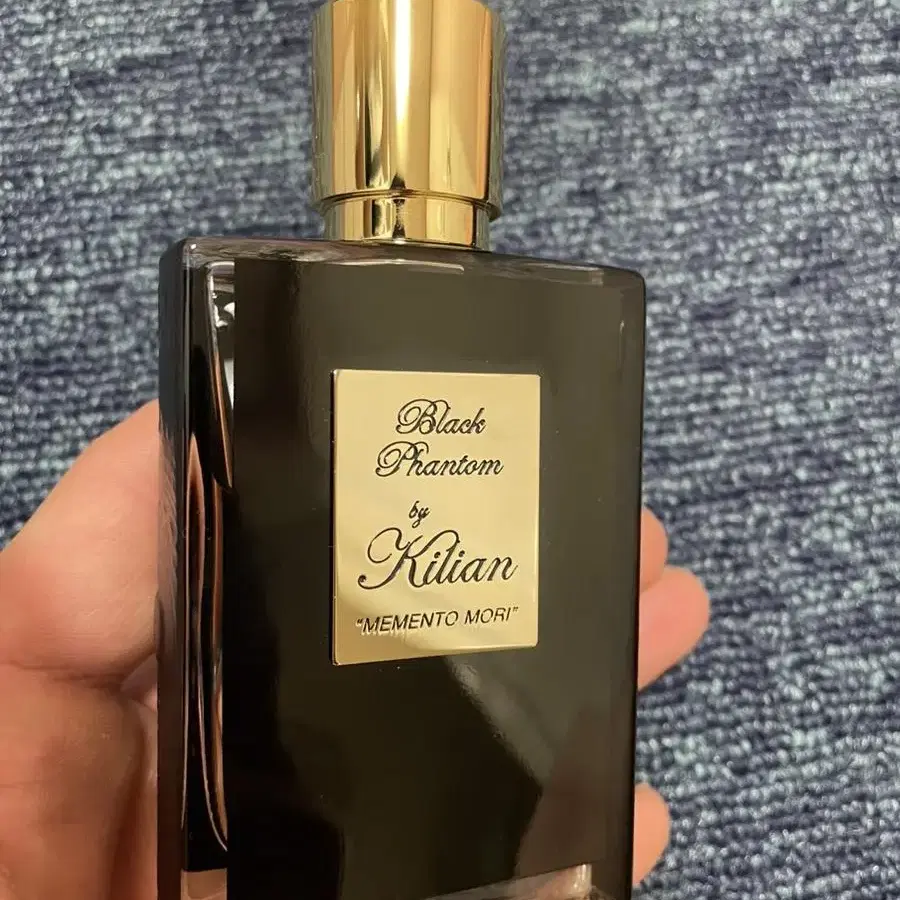 Black
Phantom
by
Kilian
"MEMENTO MORI"